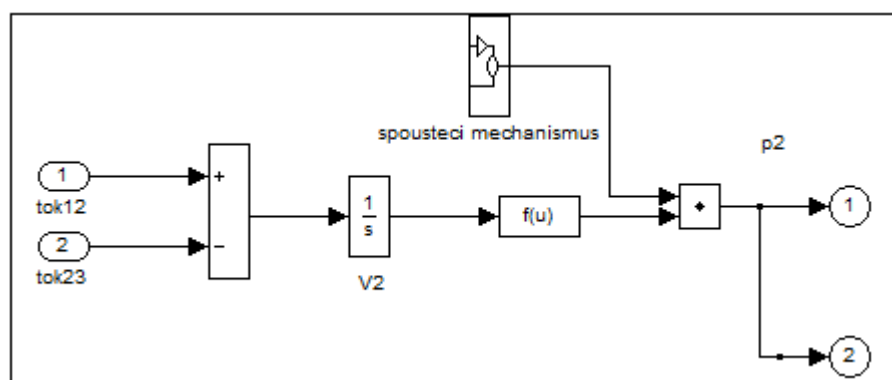 spousteci mechanismus
p2
1
tok12
+
1
s
f(u)
1
2
tok23
−
V2
2